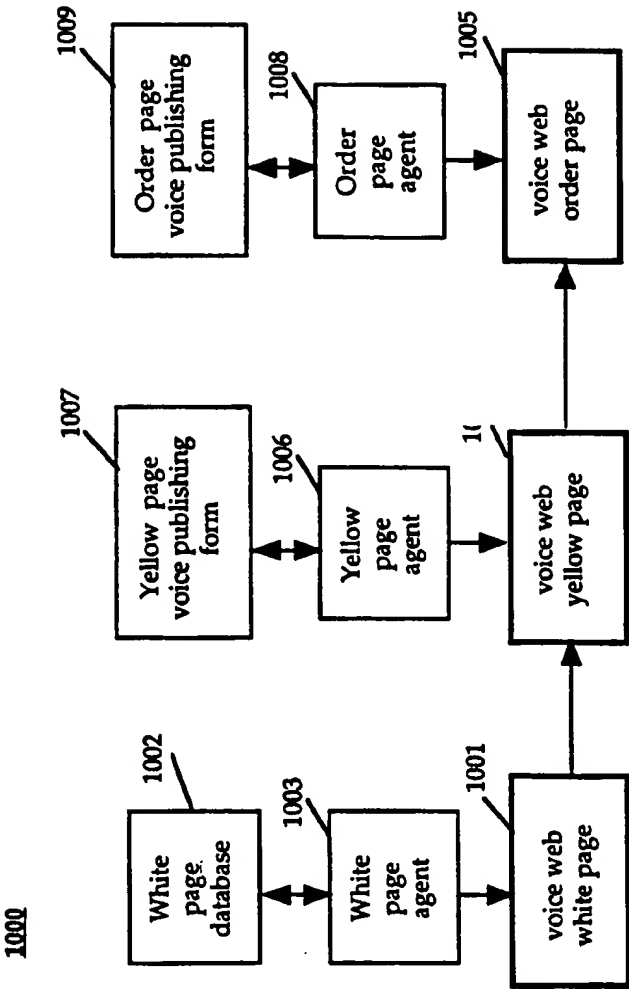 1000
1002
White
page
database
1007
Yellow page
voice publishing
form
1009
Order page
voice publishing
form
1003
White
page
agent
1006
Yellow
page
agent
1008
Order
page
agent
1001
voice web
white page
voice web
yellow page
1005
voice web
order page